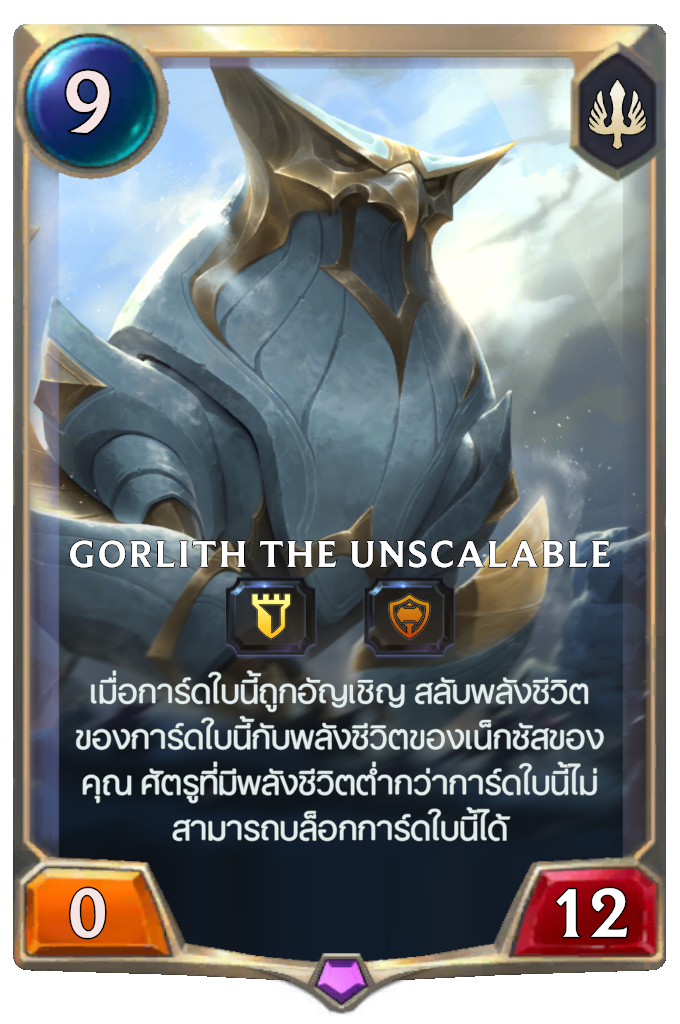 9
GORLITH THE UNSCALABLE
เมื่อการ์ดใบนี้ถูกอัญเชิญ สลับพลังชีวิต
ของการ์ดใบนี้กับพลังชีวิตของเน็กซัสของ
คุณ ศัตรูที่มีพลังชีวิตต่ำกว่าการ์ดใบนี้ไม่
สามารถบล็อกการ์ดใบนี้ได้
0
12